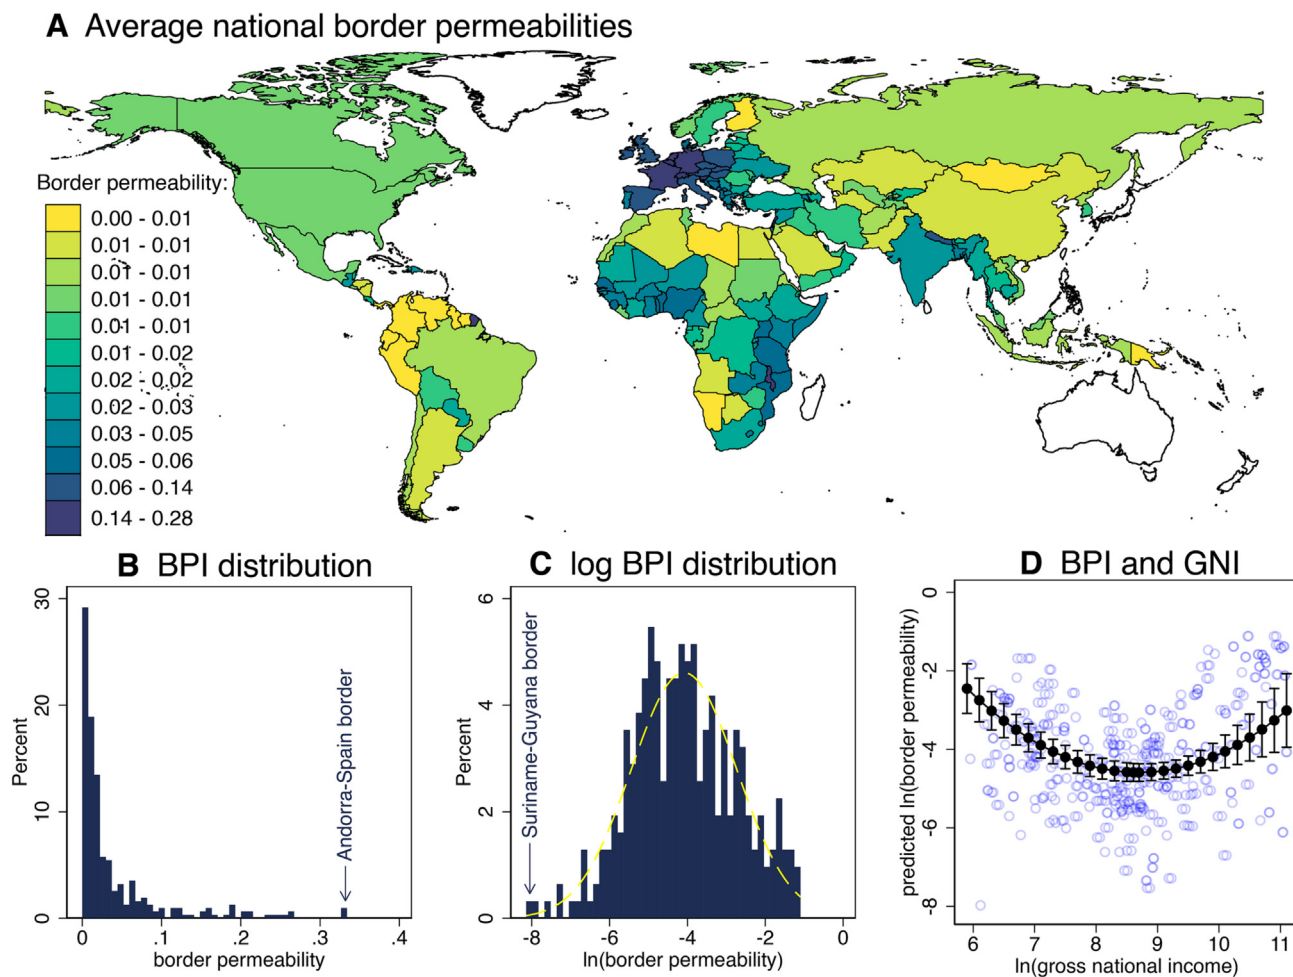 A Average national border permeabilities
Border permeability:
0.00 - 0.01
0.01 - 0.01
0.01 - 0.01
0.01 - 0.01
0.01 - 0.01
0.01 - 0.02
0.02 - 0.02
0.02 - 0.03
0.03 - 0.05
0.05 - 0.06
0.06 - 0.14
0.14 - 0.28
B BPI distribution
Percent
30
20
10
0
Andorra-Spain border
0 .1 .2 .3 .4
border permeability
C log BPI distribution
Percent
6
4
2
0
Suriname-Guyana border
-8 -6 -4 -2 0
ln(border permeability)
D BPI and GNI
predicted ln(border permeability)
0
-2
-4
-6
-8
6 7 8 9 10 11
ln(gross national income)